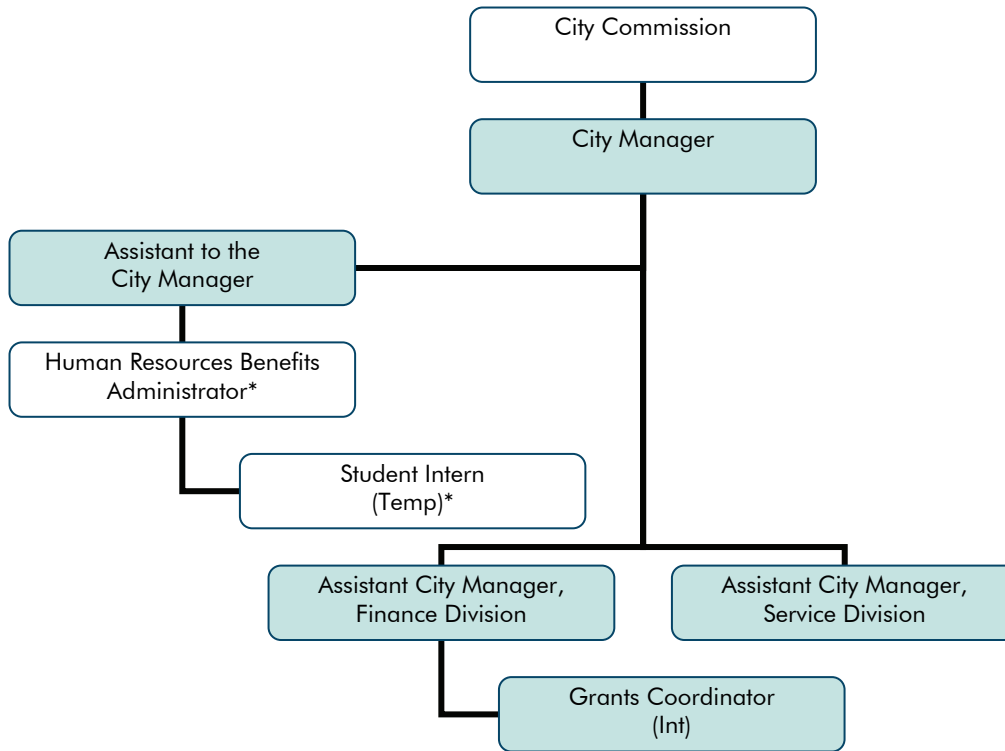 City Commission
City Manager
Assistant to the
City Manager
Human Resources Benefits
Administrator*
Student Intern
(Temp)*
Assistant City Manager,
Finance Division
Assistant City Manager,
Service Division
Grants Coordinator
(Int)